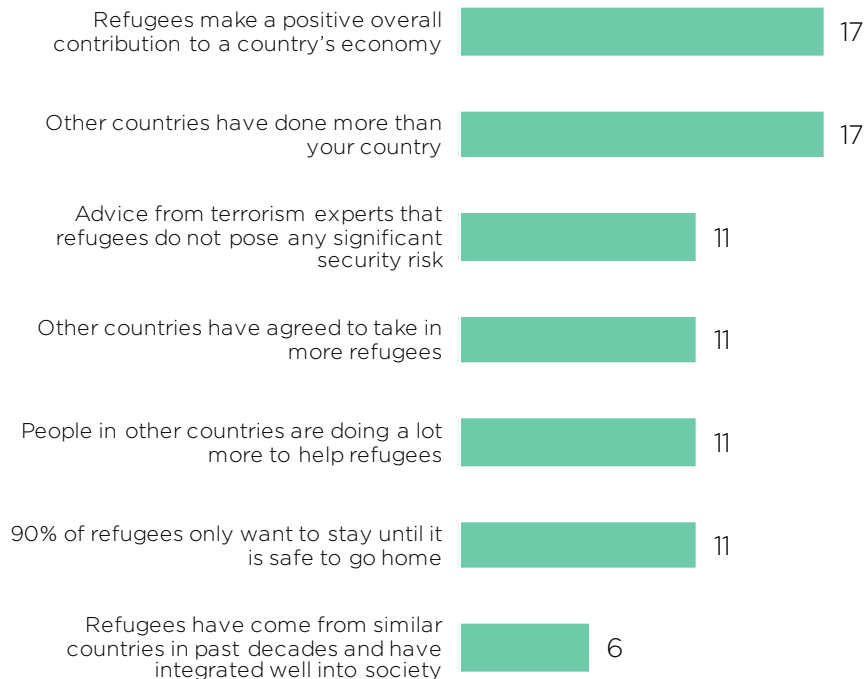 Refugees make a positive overall
contribution to a country's economy
17
Other countries have done more than
your country
17
Advice from terrorism experts that
refugees do not pose any significant
security risk
11
Other countries have agreed to take in
more refugees
11
People in other countries are doing a lot
more to help refugees
11
90% of refugees only want to stay until it
is safe to go home
11
Refugees have come from similar
countries in past decades and have
integrated well into society
6